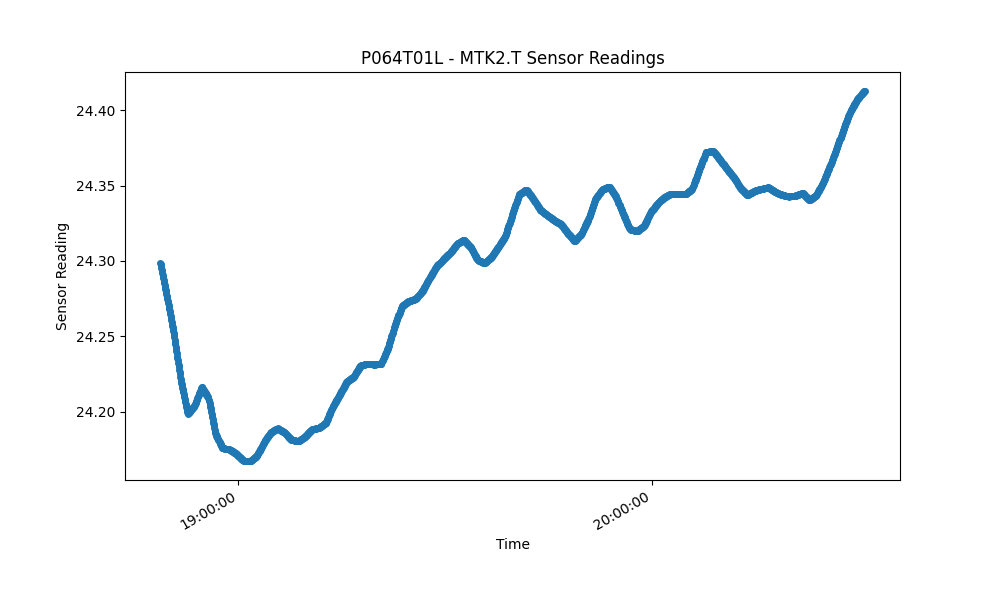 P064T01L - MTK2.T Sensor Readings
24.40
24.35
24.30
24.25
24.20
Sensor Reading
19:00:00
20:00:00
Time